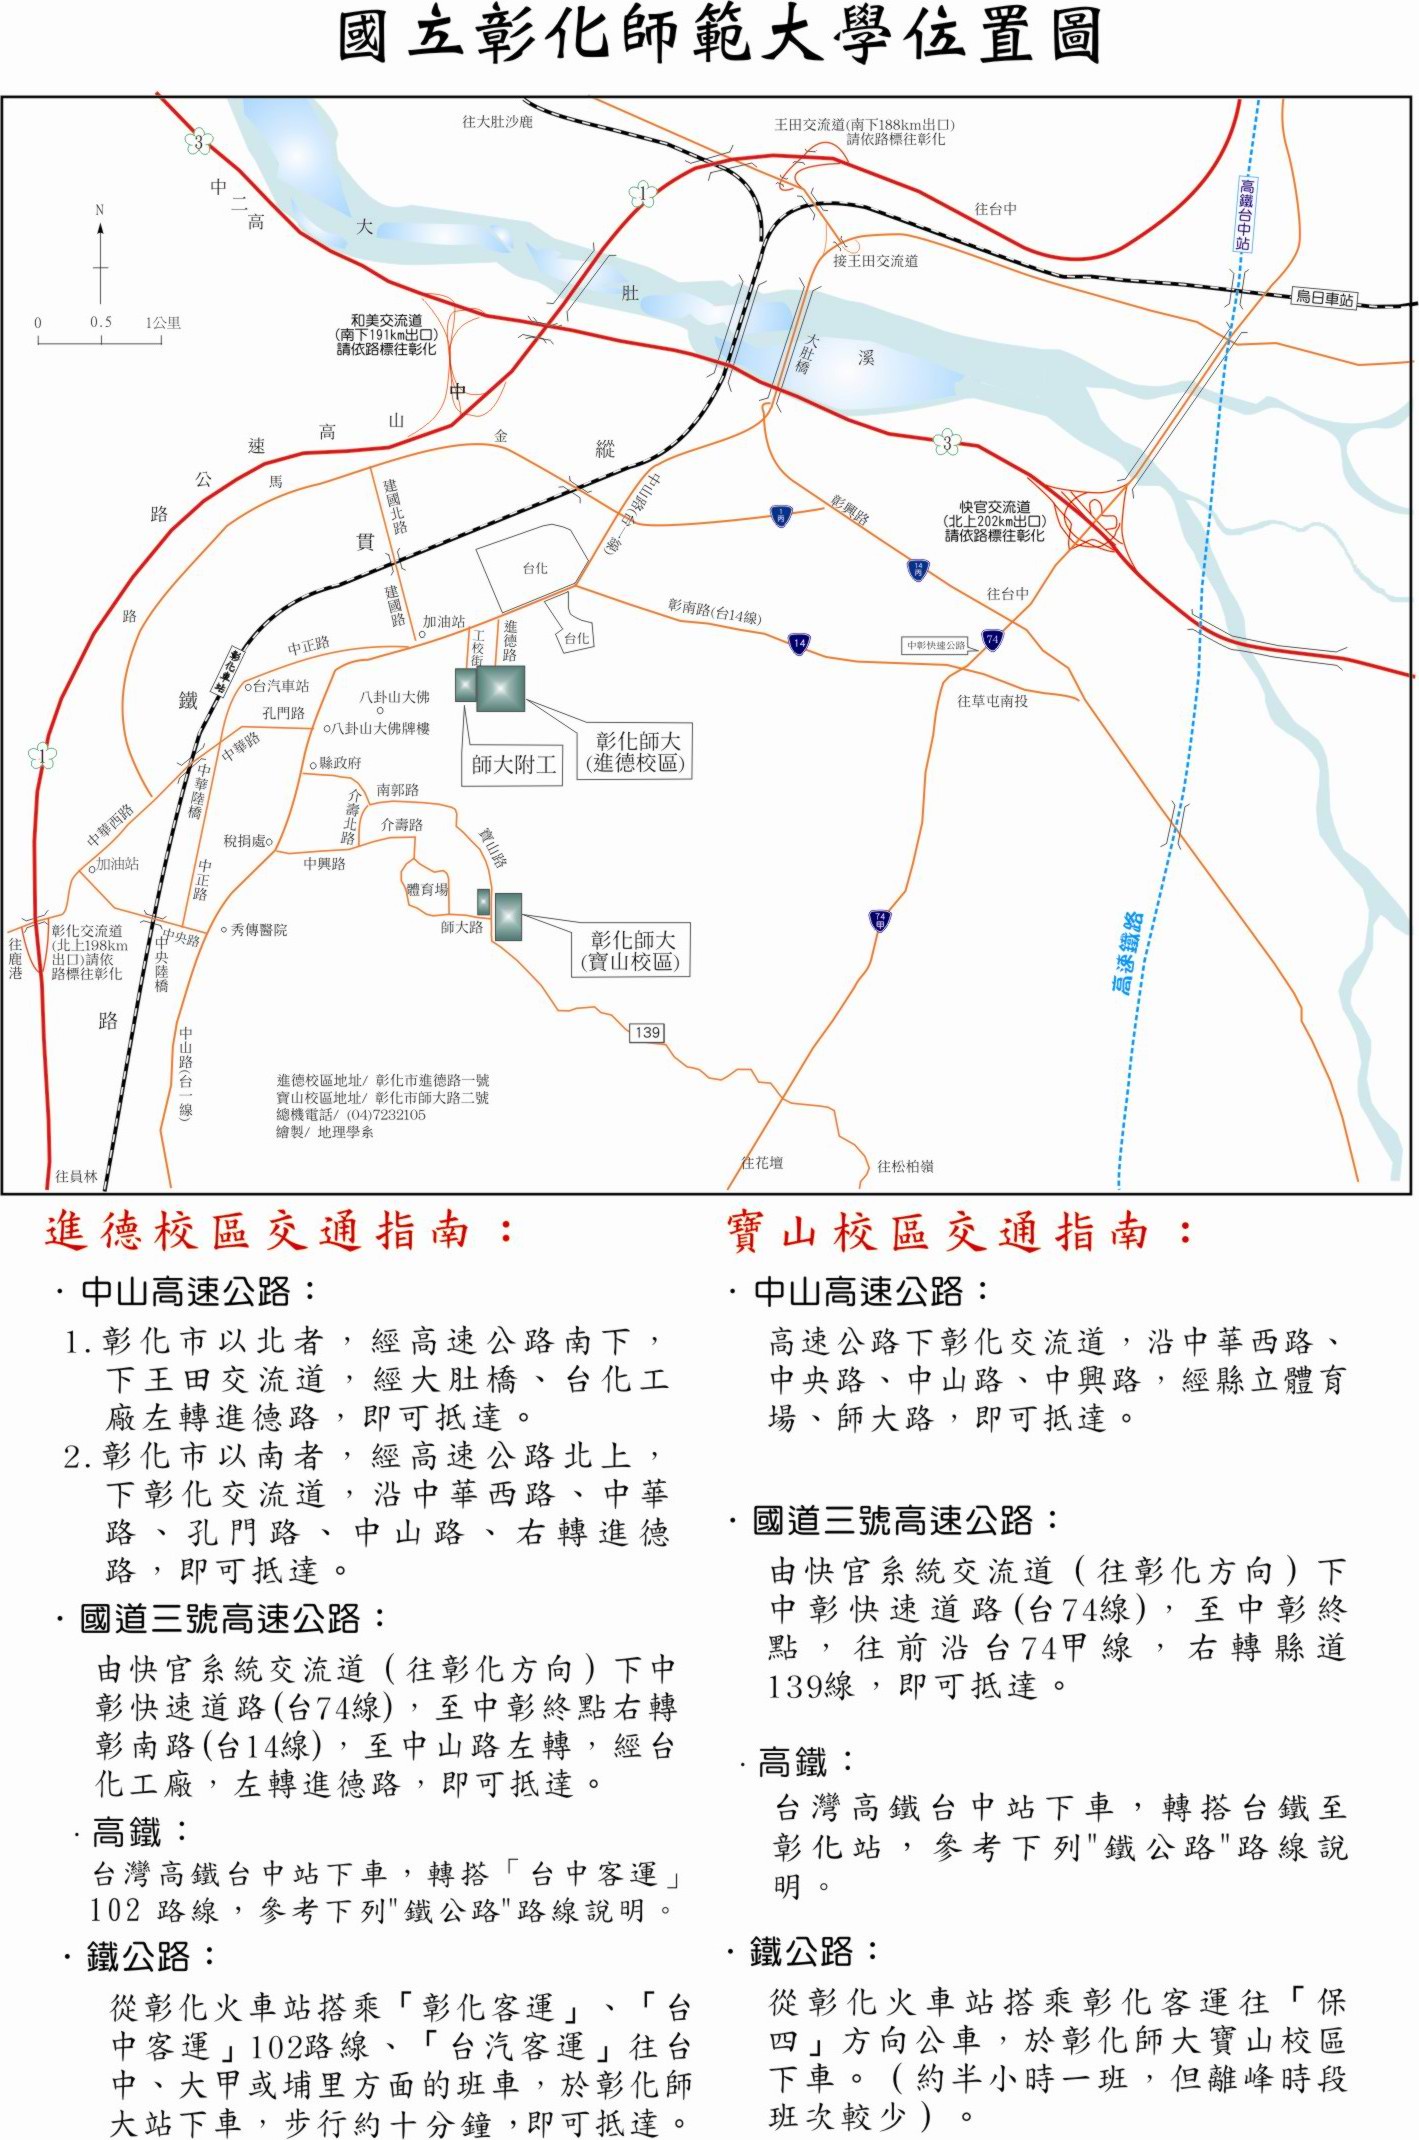 國立彰化師範大學位置圖
往大肚沙鹿
王田交流道(南下188km出口)
請依路標往彰化
3
中二高
1
大
往台中
高鐵台中站
N
接王田交流道
肚
烏日車站
0 0.5 1公里
和美交流道
(南下191km出口)
請依路標往彰化
大肚橋
溪
中
山
高
速
公
路
金
馬
路
縱
貫
鐵
路
3
建國北路
中山路(台一線)
1丙
彰興路
快官交流道
(北上202km出口)
請依路標往彰化
14丙
台化
往台中
建國路
加油站
工校街
進德路
台化
彰南路(台14線)
14
中彰快速公路
74
中正路
彰化車站
台汽車站
八卦山大佛
往草屯南投
孔門路
八卦山大佛牌樓
彰化師大
(進德校區)
師大附工
1
中華路
縣政府
中華陸橋
南郭路
介壽北路
中華西路
介壽路
寶山路
稅捐處
中興路
加油站
中正路
體育場
74甲
師大路
彰化師大
(寶山校區)
秀傳醫院
彰化交流道
(北上198km
出口)請依
路標往彰化
往鹿港
中央路
中央陸橋
高速鐵路
139
中山路(台一線)
進德校區地址/ 彰化市進德路一號
寶山校區地址/ 彰化市師大路二號
總機電話/ (04)7232105
繪製/ 地理學系
往員林
往花壇
往松柏嶺
進德校區交通指南：
·中山高速公路：
1.彰化市以北者，經高速公路南下，
下王田交流道，經大肚橋、台化工
廠左轉進德路，即可抵達。
2.彰化市以南者，經高速公路北上，
下彰化交流道，沿中華西路、中華
路、孔門路、中山路、右轉進德
路，即可抵達。
·國道三號高速公路：
由快官系統交流道（往彰化方向）下中
彰快速道路(台74線)，至中彰終點右轉
彰南路(台14線)，至中山路左轉，經台
化工廠，左轉進德路，即可抵達。
·高鐵：
台灣高鐵台中站下車，轉搭「台中客運」
102 路線，參考下列"鐵公路"路線說明。
·鐵公路：
從彰化火車站搭乘「彰化客運」、「台
中客運」102路線、「台汽客運」往台
中、大甲或埔里方面的班車，於彰化師
大站下車，步行約十分鐘，即可抵達。
寶山校區交通指南：
·中山高速公路：
高速公路下彰化交流道，沿中華西路、
中央路、中山路、中興路，經縣立體育
場、師大路，即可抵達。
·國道三號高速公路：
由快官系統交流道（往彰化方向）下
中彰快速道路(台74線)，至中彰終
點，往前沿台74甲線，右轉縣道
139線，即可抵達。
·高鐵：
台灣高鐵台中站下車，轉搭台鐵至
彰化站，參考下列"鐵公路"路線說
明。
·鐵公路：
從彰化火車站搭乘彰化客運往「保
四」方向公車，於彰化師大寶山校區
下車。（約半小時一班，但離峰時段
班次較少）。